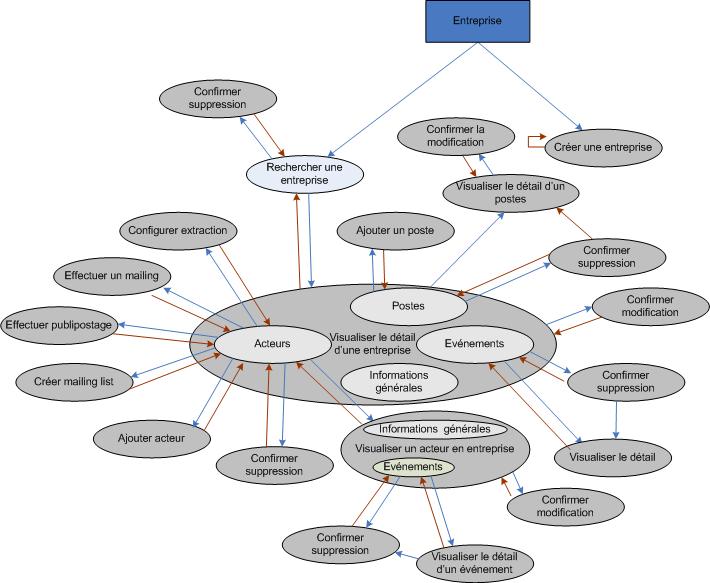 Entreprise
Confirmer
suppression
Confirmer la
modification
Créer une entreprise
Rechercher une
entreprise
Visualiser le détail d'un
postes
Configurer extraction
Ajouter un poste
Confirmer
suppression
Effectuer un mailing
Postes
Confirmer
modification
Effectuer publipostage
Acteurs
Visualiser le détail
d'une entreprise
Evénements
Informations
générales
Créer mailing list
Confirmer
suppression
Ajouter acteur
Informations générales
Visualiser un acteur en entreprise
Evénements
Confirmer
suppression
Visualiser le détail
Confirmer
modification
Confirmer
suppression
Visualiser le détail
d'un événement